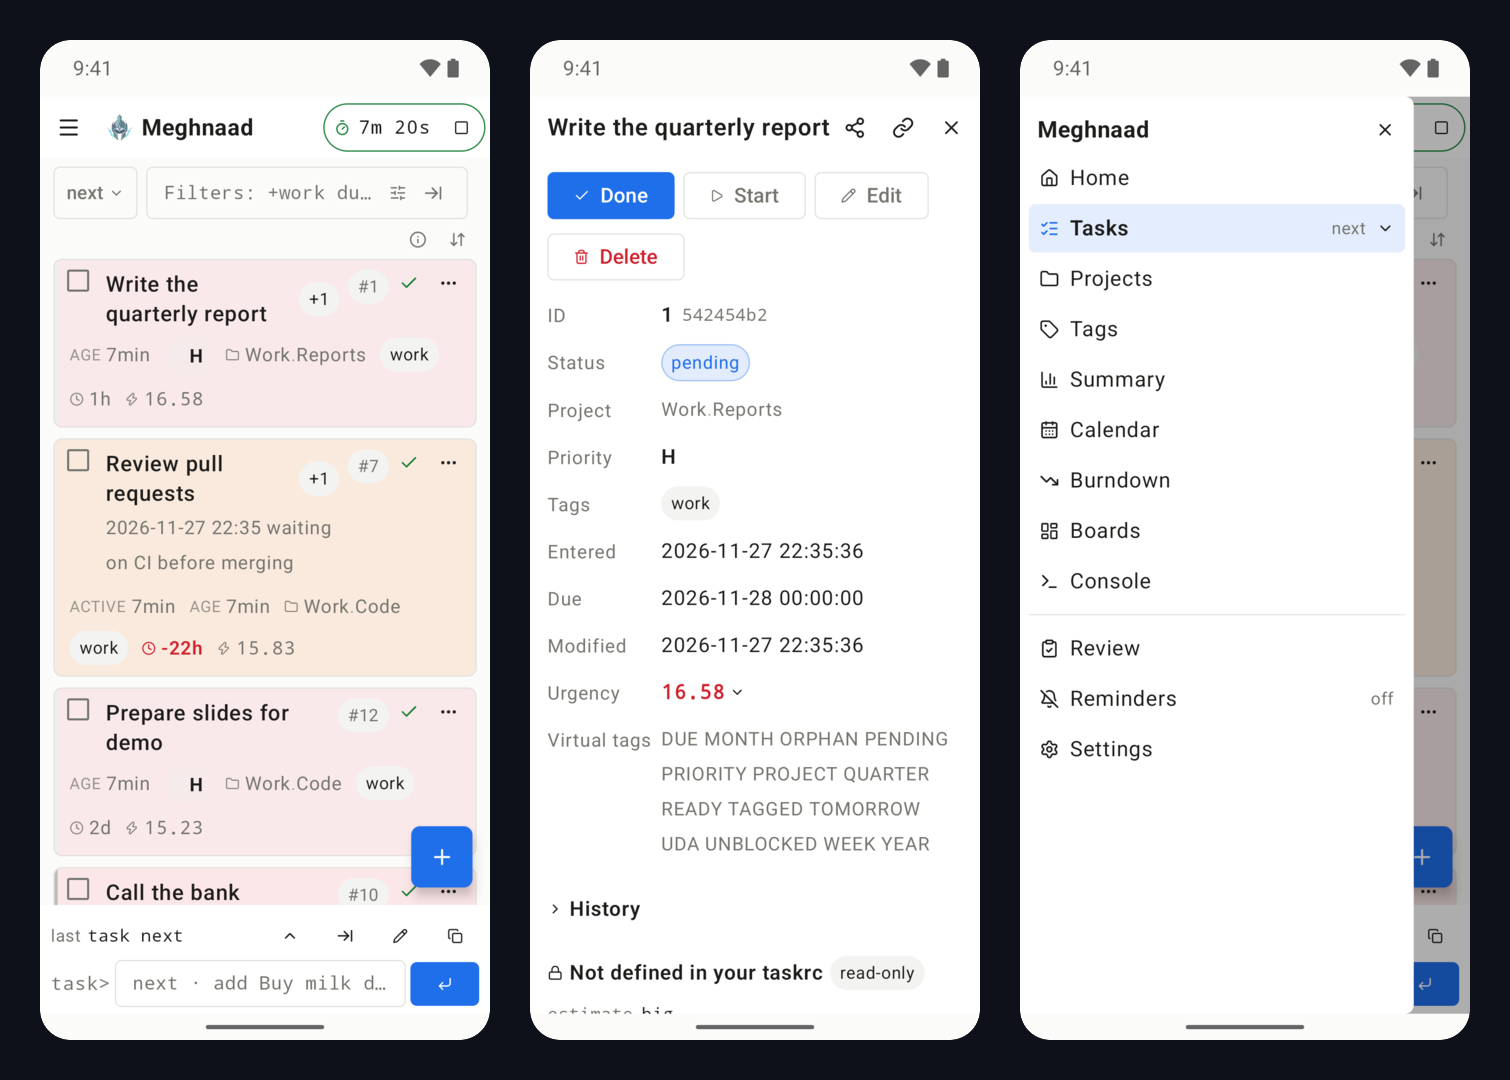 9:41
Meghnaad
7m 20s
next
Filters: +work du…
Write the
quarterly report
+1
#1
AGE 7min
H
Work.Reports
work
1h
16.58
Review pull
requests
+1
#7
2026-11-27 22:35 waiting
on CI before merging
ACTIVE 7min AGE 7min Work.Code
work
-22h
15.83
Prepare slides for
demo
#12
AGE 7min
H
Work.Code
work
2d
15.23
Call the bank
#10
last task next
task>
next · add Buy milk d…
9:41
Write the quarterly report
Done
Start
Edit
Delete
ID 1 542454b2
Status pending
Project Work.Reports
Priority H
Tags work
Entered 2026-11-27 22:35:36
Due 2026-11-28 00:00:00
Modified 2026-11-27 22:35:36
Urgency 16.58
Virtual tags DUE MONTH ORPHAN PENDING
PRIORITY PROJECT QUARTER
READY TAGGED TOMORROW
UDA UNBLOCKED WEEK YEAR
History
Not defined in your taskrc read-only
estimate big
9:41
Meghnaad
Home
Tasks next
Projects
Tags
Summary
Calendar
Burndown
Boards
Console
Review
Reminders off
Settings